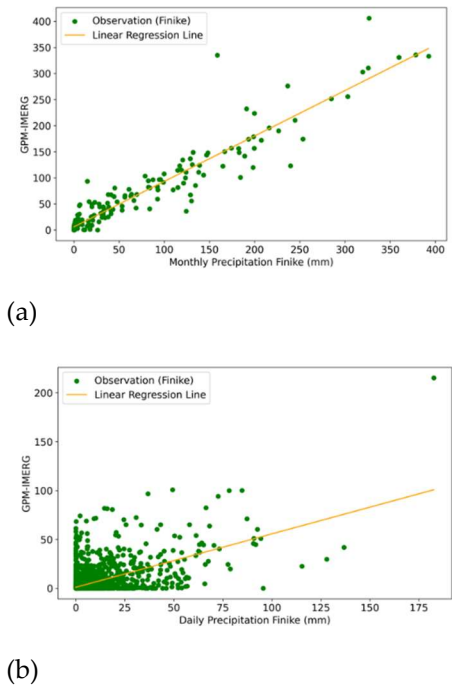 Observation (Finike)
Linear Regression Line
GPM-IMERG
400
350
300
250
200
150
100
50
0
0 50 100 150 200 250 300 350 400
Monthly Precipitation Finike (mm)
(a)
Observation (Finike)
Linear Regression Line
GPM-IMERG
200
150
100
50
0
0 25 50 75 100 125 150 175
Daily Precipitation Finike (mm)
(b)